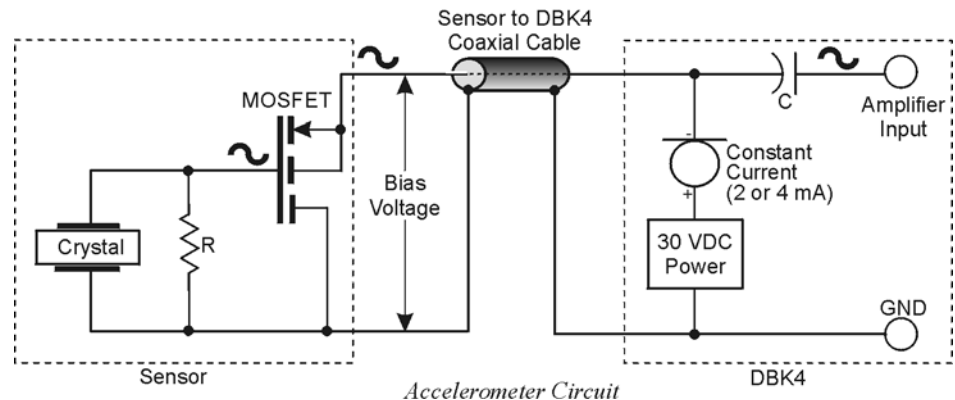 Sensor to DBK4
Coaxial Cable
MOSFET
C
Amplifier
Input
-
Constant
Current
(2 or 4 mA)
+
Bias
Voltage
Crystal
R
30 VDC
Power
GND
Sensor
DBK4
Accelerometer Circuit